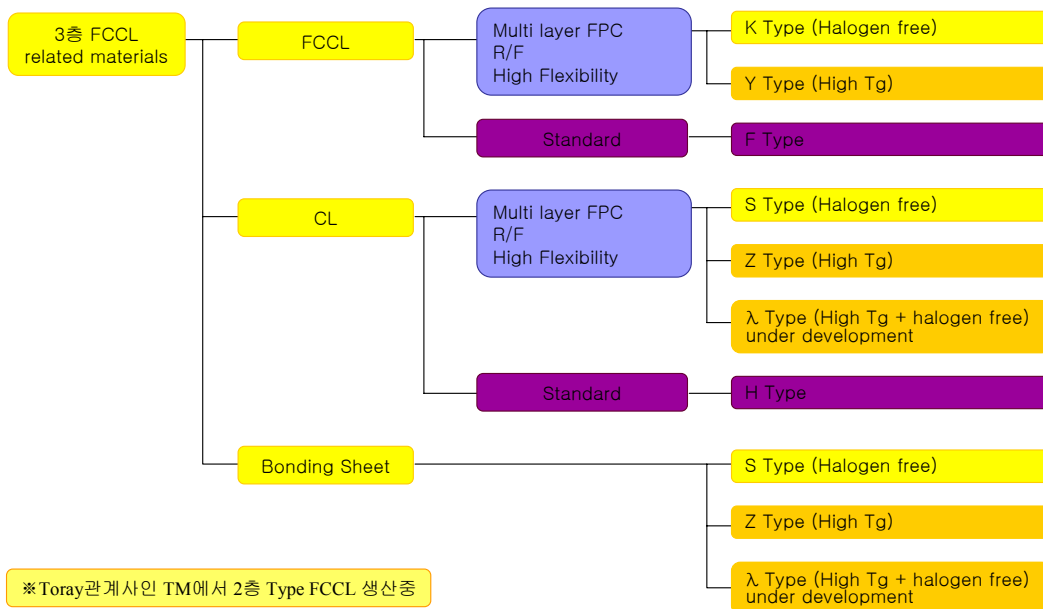 3층 FCCL
related materials
FCCL
Multi layer FPC
R/F
High Flexibility
K Type (Halogen free)
Y Type (High Tg)
Standard
F Type
CL
Multi layer FPC
R/F
High Flexibility
S Type (Halogen free)
Z Type (High Tg)
λ Type (High Tg + halogen free)
under development
Standard
H Type
Bonding Sheet
S Type (Halogen free)
Z Type (High Tg)
λ Type (High Tg + halogen free)
under development
※Toray관계사인 TM에서 2층 Type FCCL 생산중